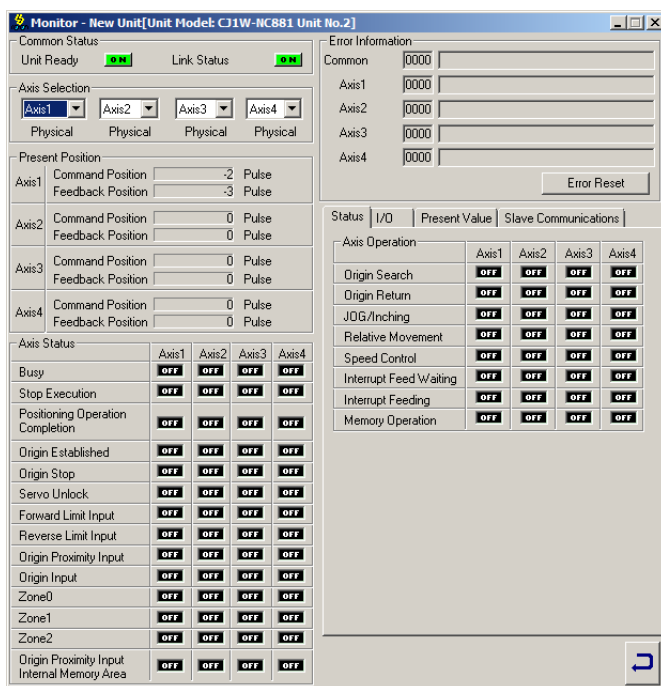 Monitor - New Unit[Unit Model: CJ1W-NC881 Unit No.2]
Common Status
Unit Ready ON Link Status ON
Axis Selection
Axis1 Axis2 Axis3 Axis4
Physical Physical Physical Physical
Present Position
Axis1 Command Position -2 Pulse
Feedback Position -3 Pulse
Axis2 Command Position 0 Pulse
Feedback Position 0 Pulse
Axis3 Command Position 0 Pulse
Feedback Position 0 Pulse
Axis4 Command Position 0 Pulse
Feedback Position 0 Pulse
Axis Status
Axis1 Axis2 Axis3 Axis4
Busy OFF OFF OFF OFF
Stop Execution OFF OFF OFF OFF
Positioning Operation
Completion OFF OFF OFF OFF
Origin Established OFF OFF OFF OFF
Origin Stop OFF OFF OFF OFF
Servo Unlock OFF OFF OFF OFF
Forward Limit Input OFF OFF OFF OFF
Reverse Limit Input OFF OFF OFF OFF
Origin Proximity Input OFF OFF OFF OFF
Origin Input OFF OFF OFF OFF
Zone0 OFF OFF OFF OFF
Zone1 OFF OFF OFF OFF
Zone2 OFF OFF OFF OFF
Origin Proximity Input
Internal Memory Area OFF OFF OFF OFF
Error Information
Common 0000
Axis1 0000
Axis2 0000
Axis3 0000
Axis4 0000
Error Reset
Status I/O Present Value Slave Communications
Axis Operation
Axis1 Axis2 Axis3 Axis4
Origin Search OFF OFF OFF OFF
Origin Return OFF OFF OFF OFF
JOG/Inching OFF OFF OFF OFF
Relative Movement OFF OFF OFF OFF
Speed Control OFF OFF OFF OFF
Interrupt Feed Waiting OFF OFF OFF OFF
Interrupt Feeding OFF OFF OFF OFF
Memory Operation OFF OFF OFF OFF